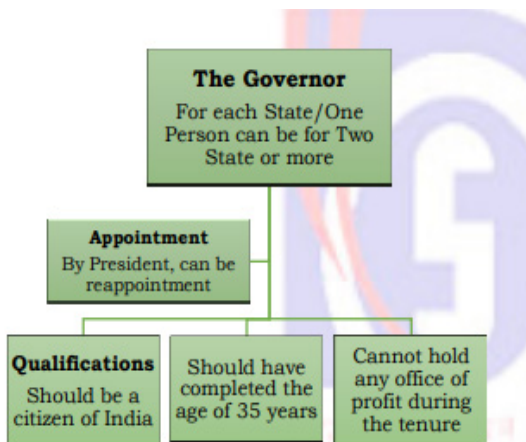 The Governor
For each State/One
Person can be for Two
State or more
Appointment
By President, can be
reappointment
Qualifications
Should be a
citizen of India
Should have
completed the
age of 35 years
Cannot hold
any office of
profit during
the tenure